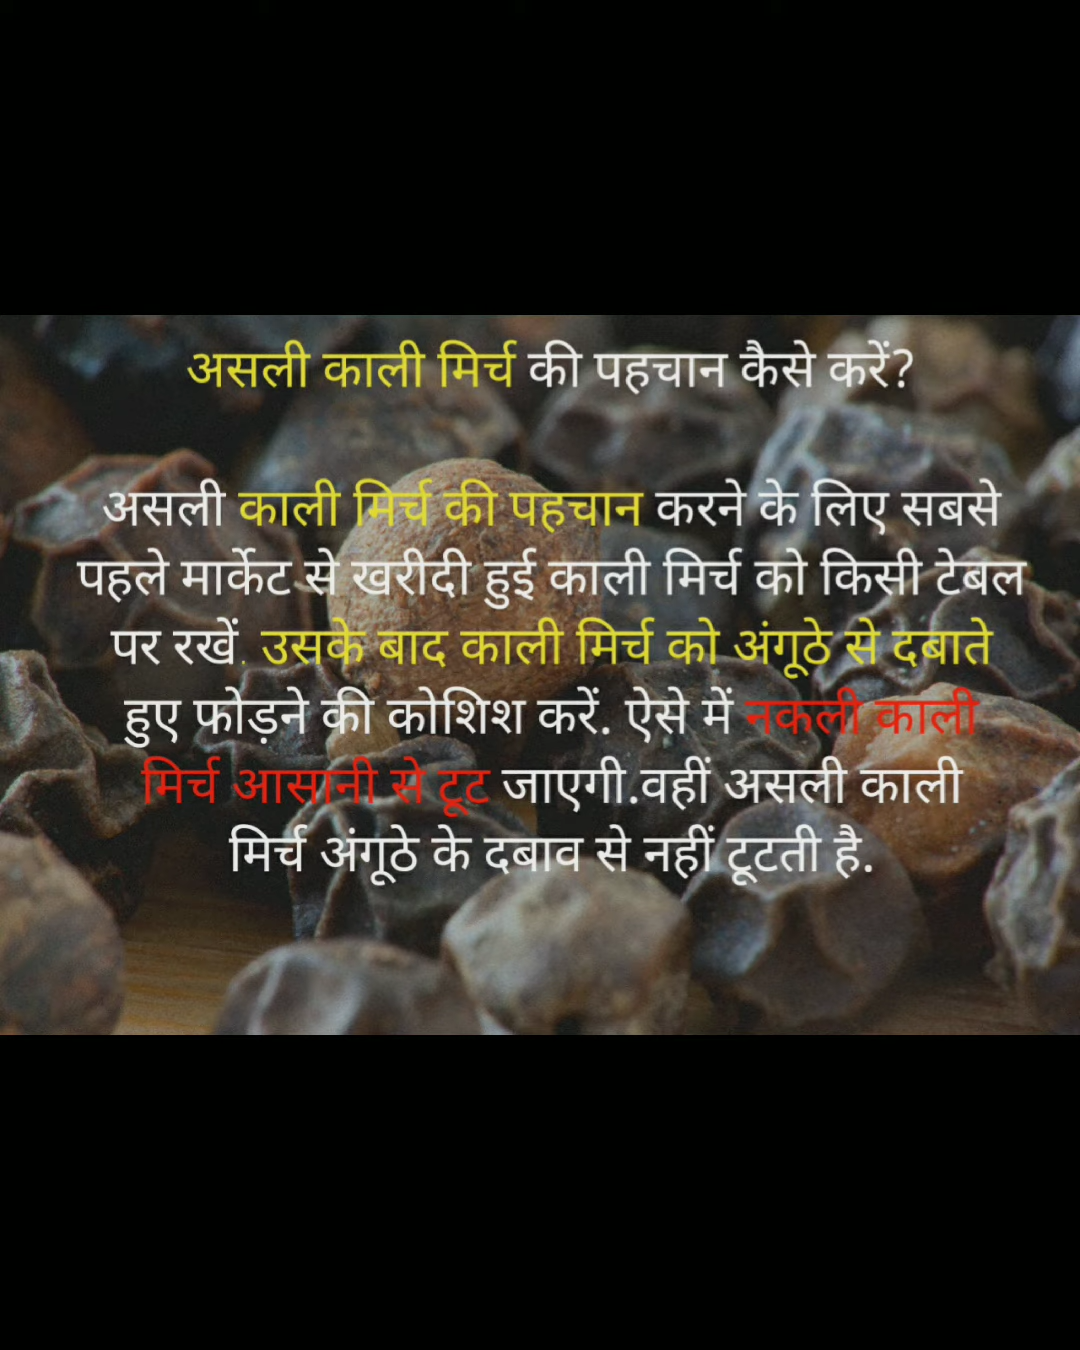 असली काली मिर्च की पहचान कैसे करें?
असली काली मिर्च की पहचान करने के लिए सबसे
पहले मार्केट से खरीदी हुई काली मिर्च को किसी टेबल
पर रखें. उसके बाद काली मिर्च को अंगूठे से दबाते
हुए फोड़ने की कोशिश करें. ऐसे में नकली काली
मिर्च आसानी से टूट जाएगी.वहीं असली काली
मिर्च अंगूठे के दबाव से नहीं टूटती है.